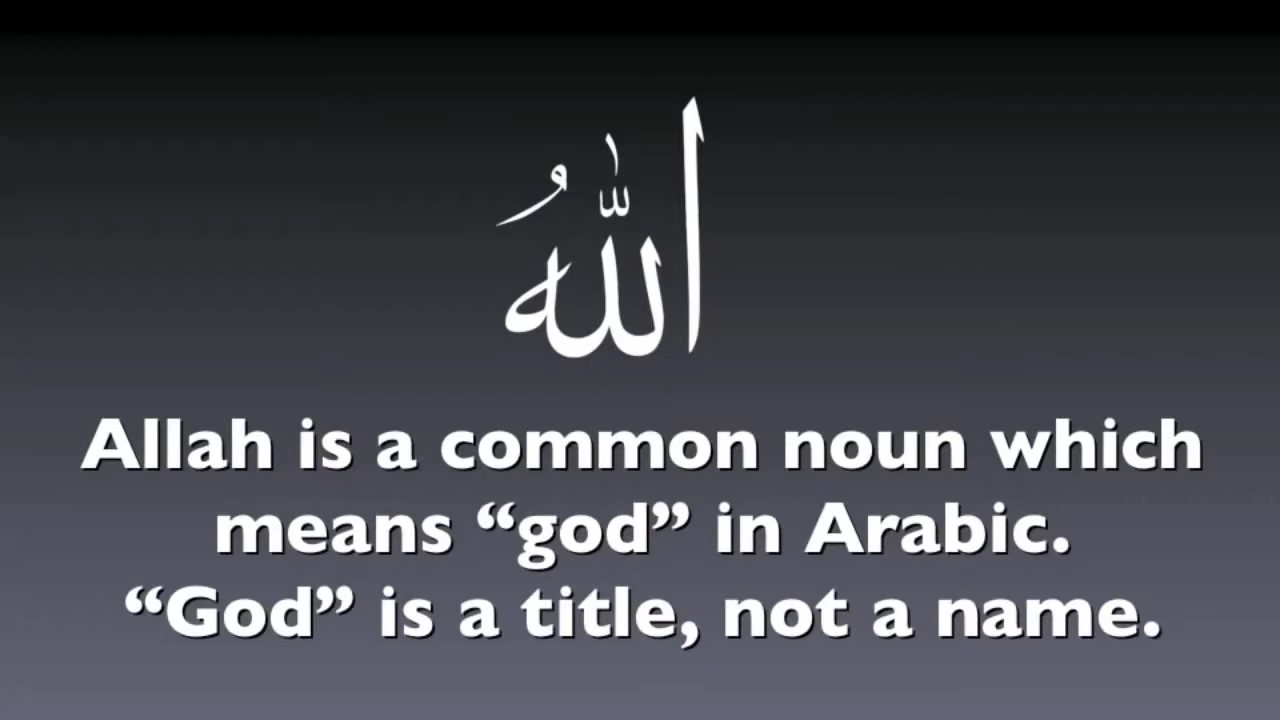 اللهُ
Allah is a common noun which
means “god” in Arabic.
“God” is a title, not a name.